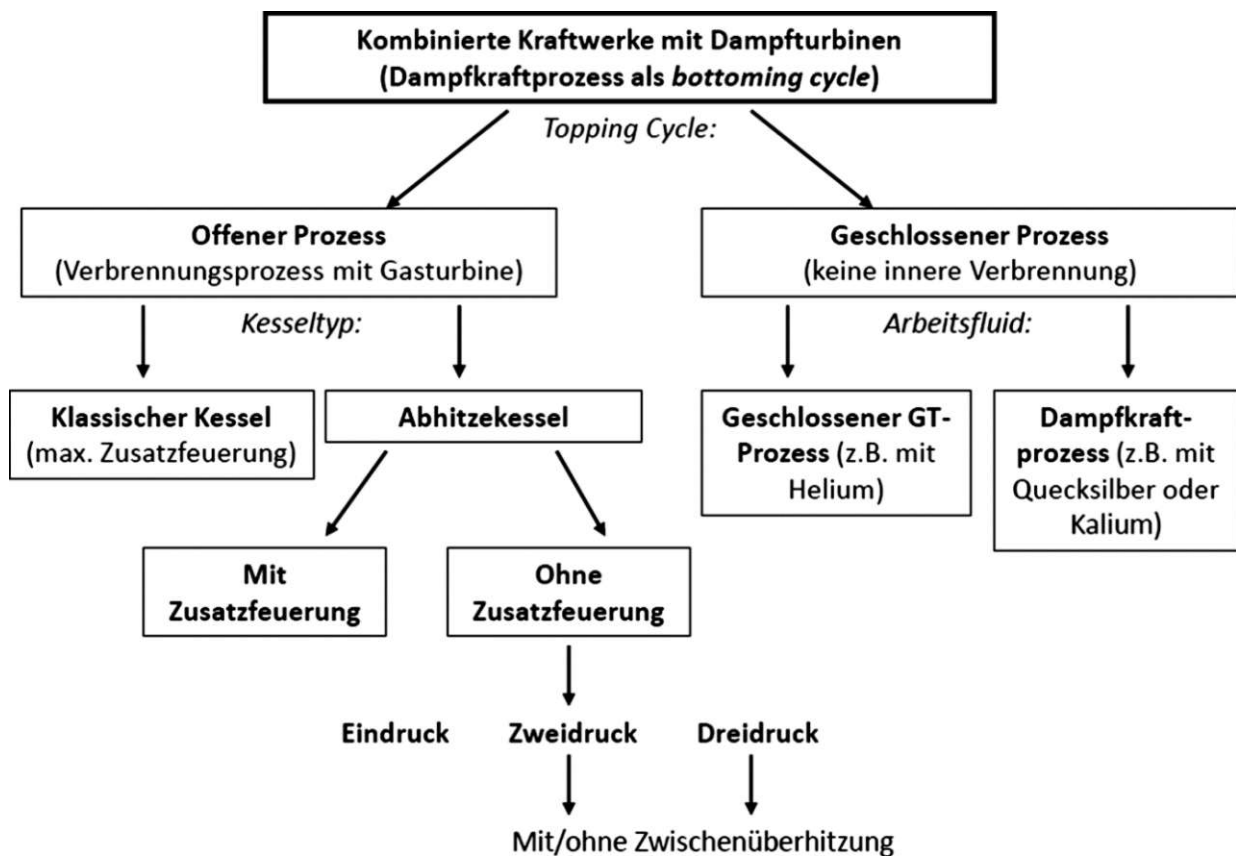 Kombinierte Kraftwerke mit Dampfturbinen
(Dampfkraftprozess als bottoming cycle)
Topping Cycle:
Offener Prozess
(Verbrennungsprozess mit Gasturbine)
Geschlossener Prozess
(keine innere Verbrennung)
Kesseltyp:
Arbeitsfluid:
Klassischer Kessel
(max. Zusatzfeuerung)
Abhitzekessel
Geschlossener GT-
Prozess (z.B. mit
Helium)
Dampfkraft-
prozess (z.B. mit
Quecksilber oder
Kalium)
Mit
Zusatzfeuerung
Ohne
Zusatzfeuerung
Eindruck
Zweidruck
Dreidruck
Mit/ohne Zwischenüberhitzung